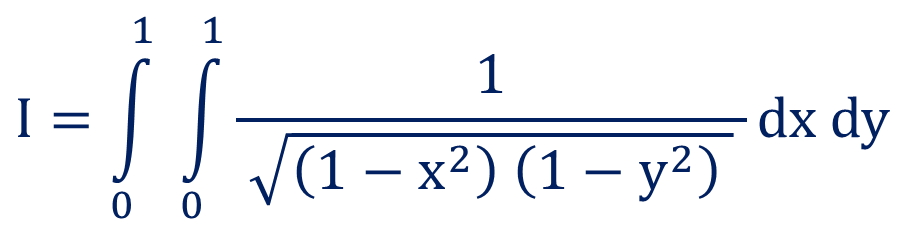 I = ∫₀¹ ∫₀¹ 1 / √((1 − x²) (1 − y²)) dx dy